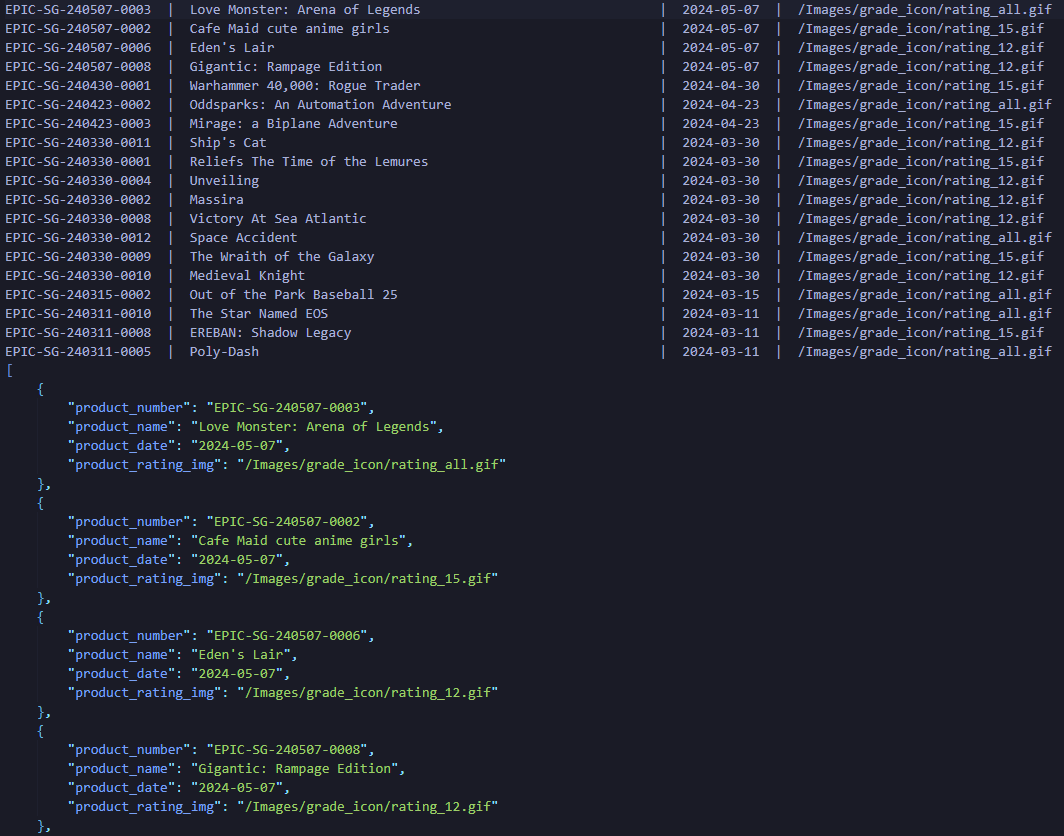 EPIC-SG-240507-0003  |  Love Monster: Arena of Legends  |  2024-05-07  |  /Images/grade_icon/rating_all.gif
EPIC-SG-240507-0002  |  Cafe Maid cute anime girls  |  2024-05-07  |  /Images/grade_icon/rating_15.gif
EPIC-SG-240507-0006  |  Eden's Lair  |  2024-05-07  |  /Images/grade_icon/rating_12.gif
EPIC-SG-240507-0008  |  Gigantic: Rampage Edition  |  2024-05-07  |  /Images/grade_icon/rating_12.gif
EPIC-SG-240430-0001  |  Warhammer 40,000: Rogue Trader  |  2024-04-30  |  /Images/grade_icon/rating_15.gif
EPIC-SG-240423-0002  |  Oddsparks: An Automation Adventure  |  2024-04-23  |  /Images/grade_icon/rating_all.gif
EPIC-SG-240423-0003  |  Mirage: a Biplane Adventure  |  2024-04-23  |  /Images/grade_icon/rating_15.gif
EPIC-SG-240330-0011  |  Ship's Cat  |  2024-03-30  |  /Images/grade_icon/rating_12.gif
EPIC-SG-240330-0001  |  Reliefs The Time of the Lemures  |  2024-03-30  |  /Images/grade_icon/rating_15.gif
EPIC-SG-240330-0004  |  Unveiling  |  2024-03-30  |  /Images/grade_icon/rating_12.gif
EPIC-SG-240330-0002  |  Massira  |  2024-03-30  |  /Images/grade_icon/rating_12.gif
EPIC-SG-240330-0008  |  Victory At Sea Atlantic  |  2024-03-30  |  /Images/grade_icon/rating_12.gif
EPIC-SG-240330-0012  |  Space Accident  |  2024-03-30  |  /Images/grade_icon/rating_all.gif
EPIC-SG-240330-0009  |  The Wraith of the Galaxy  |  2024-03-30  |  /Images/grade_icon/rating_15.gif
EPIC-SG-240330-0010  |  Medieval Knight  |  2024-03-30  |  /Images/grade_icon/rating_12.gif
EPIC-SG-240315-0002  |  Out of the Park Baseball 25  |  2024-03-15  |  /Images/grade_icon/rating_all.gif
EPIC-SG-240311-0010  |  The Star Named EOS  |  2024-03-11  |  /Images/grade_icon/rating_all.gif
EPIC-SG-240311-0008  |  EREBAN: Shadow Legacy  |  2024-03-11  |  /Images/grade_icon/rating_15.gif
EPIC-SG-240311-0005  |  Poly-Dash  |  2024-03-11  |  /Images/grade_icon/rating_all.gif
[
    {
        "product_number": "EPIC-SG-240507-0003",
        "product_name": "Love Monster: Arena of Legends",
        "product_date": "2024-05-07",
        "product_rating_img": "/Images/grade_icon/rating_all.gif"
    },
    {
        "product_number": "EPIC-SG-240507-0002",
        "product_name": "Cafe Maid cute anime girls",
        "product_date": "2024-05-07",
        "product_rating_img": "/Images/grade_icon/rating_15.gif"
    },
    {
        "product_number": "EPIC-SG-240507-0006",
        "product_name": "Eden's Lair",
        "product_date": "2024-05-07",
        "product_rating_img": "/Images/grade_icon/rating_12.gif"
    },
    {
        "product_number": "EPIC-SG-240507-0008",
        "product_name": "Gigantic: Rampage Edition",
        "product_date": "2024-05-07",
        "product_rating_img": "/Images/grade_icon/rating_12.gif"
    },